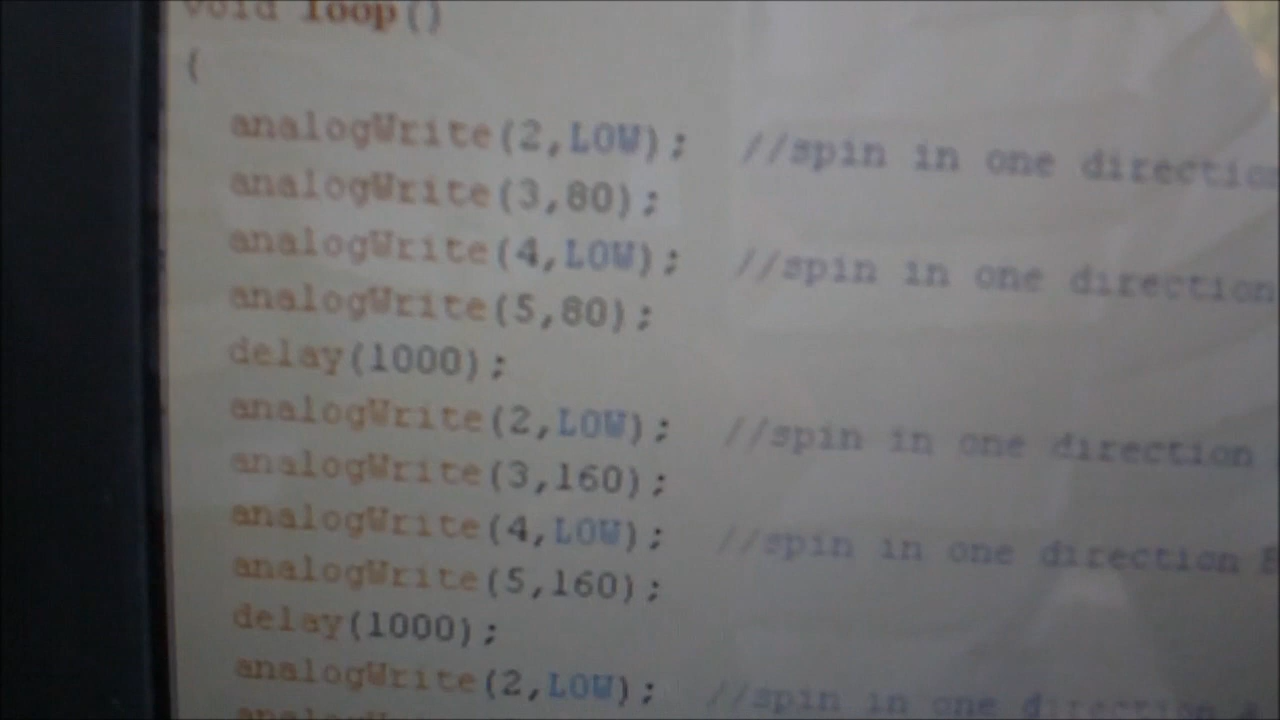 void loop()
{
analogWrite(2,LOW); //spin in one direction
analogWrite(3,80);
analogWrite(4,LOW); //spin in one direction
analogWrite(5,80);
delay(1000);
analogWrite(2,LOW); //spin in one direction
analogWrite(3,160);
analogWrite(4,LOW); //spin in one direction
analogWrite(5,160);
delay(1000);
analogWrite(2,LOW); //spin in one direction